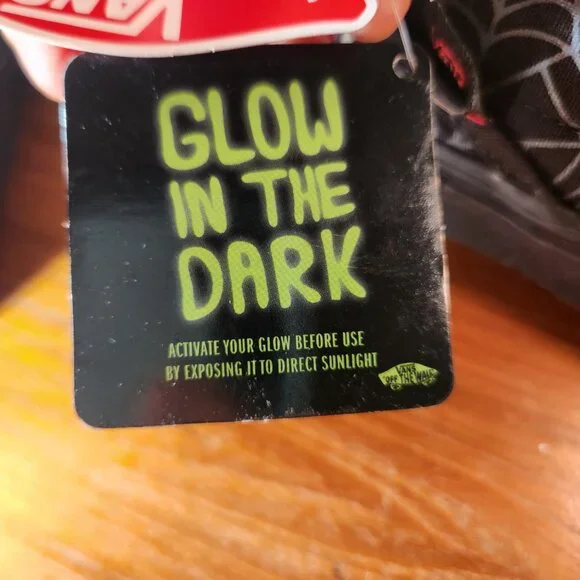 VANS
GLOW
IN THE
DARK
ACTIVATE YOUR GLOW BEFORE USE
BY EXPOSING IT TO DIRECT SUNLIGHT
VANS
OFF THE WALL